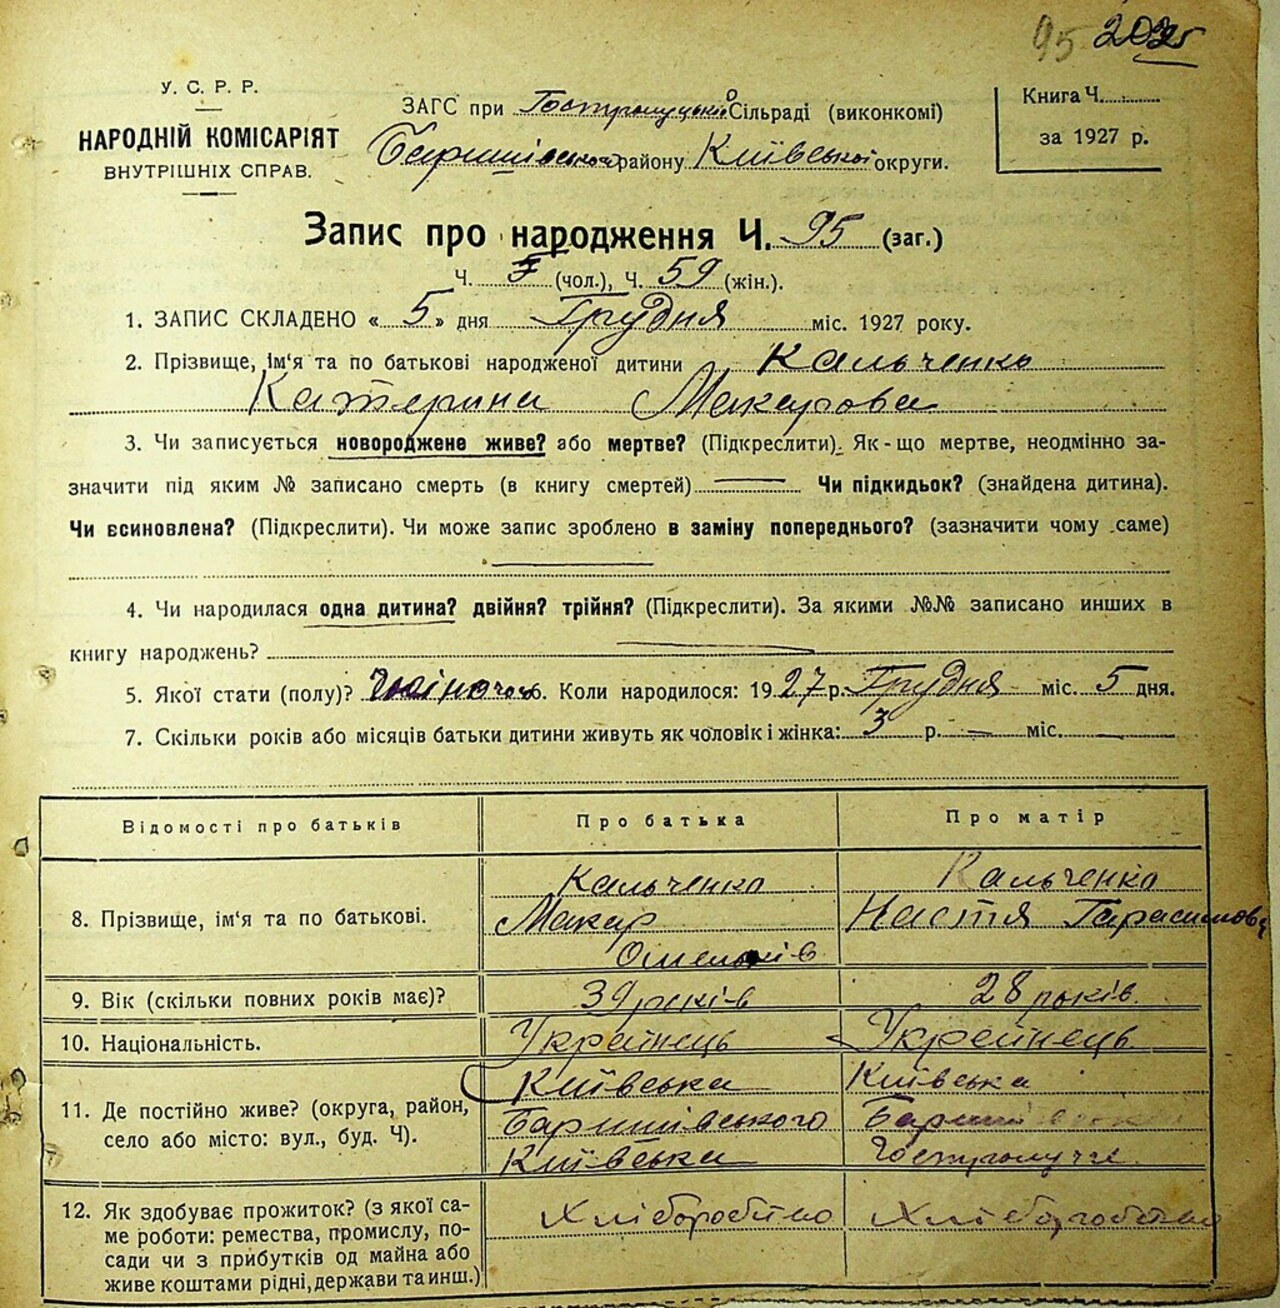 95 202
У. С. Р. Р.
НАРОДНІЙ КОМІСАРІЯТ
ВНУТРІШНІХ СПРАВ.
ЗАГС при Гостролуцькій Сільраді (виконкомі)
Баришівського району Київської округи.
Книга Ч.
за 1927 р.
Запис про народження Ч. 95 (заг.)
Ч. (чол.), Ч. 59 (жін.).
1. ЗАПИС СКЛАДЕНО « 5 » дня Грудня міс. 1927 року.
2. Прізвище, ім'я та по батькові народженої дитини Кальченко
Катерина Макарова
3. Чи записується новороджене живе? або мертве? (Підкреслити). Як-що мертве, неодмінно за-
значити під яким № записано смерть (в книгу смертей) — Чи підкидьок? (знайдена дитина).
Чи всиновлена? (Підкреслити). Чи може запис зроблено в заміну попереднього? (зазначити чому саме)
—
4. Чи народилася одна дитина? двійня? трійня? (Підкреслити). За якими №№ записано инших в
книгу народжень? —
5. Якої стати (полу)? Жіночої 6. Коли народилося: 1927 р. Грудня міс. 5 дня.
7. Скільки років або місяців батьки дитини живуть як чоловік і жінка: 3 р. — міс. —
Відомості про батьків
Про батька
Про матір
8. Прізвище, ім'я та по батькові.
Кальченко
Макар
Омельків
Кальченко
Настя Гарасимова
9. Вік (скільки повних років має)?
39 років
28 років
10. Національність.
Українець
Українець
11. Де постійно живе? (округа, район,
село або місто: вул., буд. Ч).
Київська
Баришівського
Київська
Київська
Гостролуччє
12. Як здобуває прожиток? (з якої са-
ме роботи: ремества, промислу, по-
сади чи з прибутків од майна або
живе коштами рідні, держави та инш.)
Хліборобство
Хліборобство